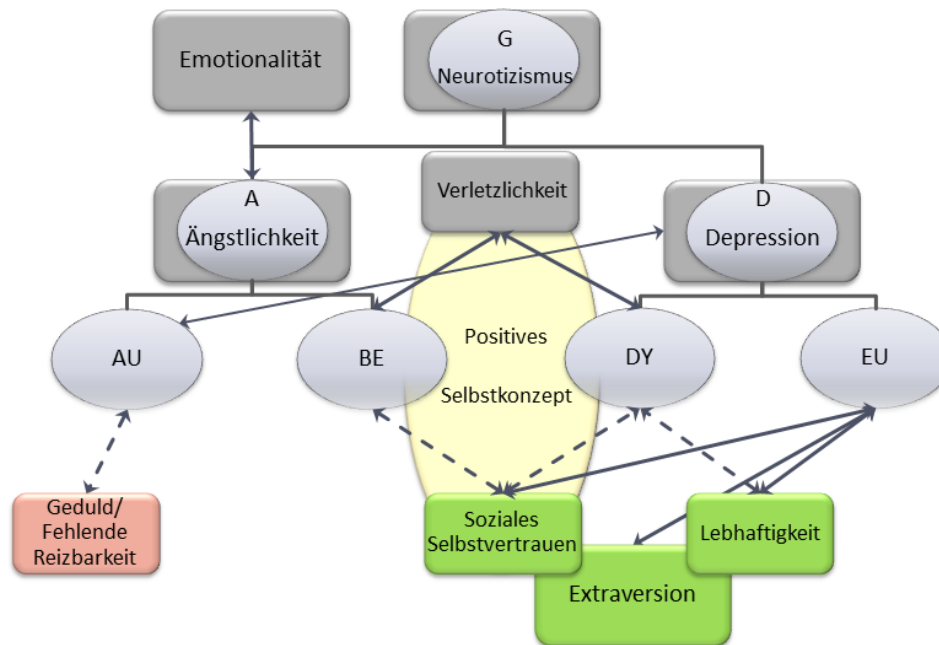 Emotionalität
G
Neurotizismus
A
Ängstlichkeit
Verletzlichkeit
D
Depression
AU
BE
Positives
Selbstkonzept
DY
EU
Geduld/
Fehlende
Reizbarkeit
Soziales
Selbstvertrauen
Lebhaftigkeit
Extraversion